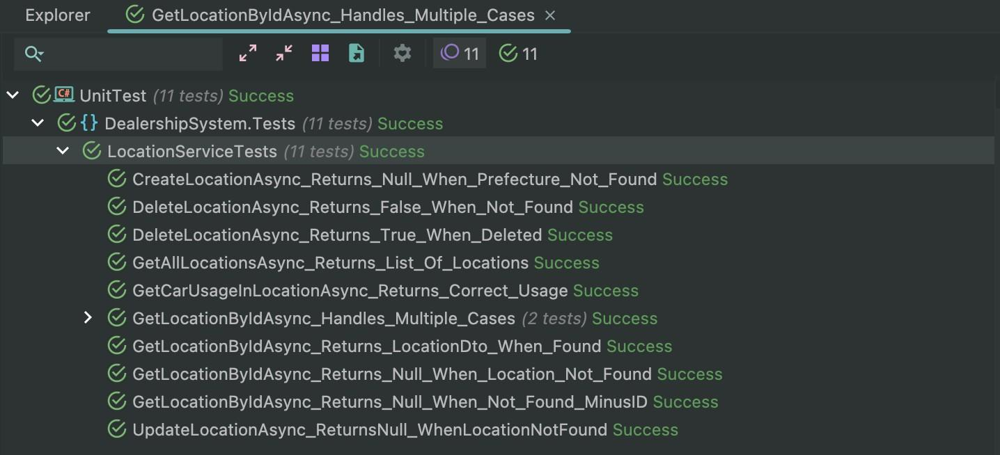 Explorer GetLocationByIdAsync_Handles_Multiple_Cases
11 11
C# UnitTest (11 tests) Success
{} DealershipSystem.Tests (11 tests) Success
LocationServiceTests (11 tests) Success
CreateLocationAsync_Returns_Null_When_Prefecture_Not_Found Success
DeleteLocationAsync_Returns_False_When_Not_Found Success
DeleteLocationAsync_Returns_True_When_Deleted Success
GetAllLocationsAsync_Returns_List_Of_Locations Success
GetCarUsageInLocationAsync_Returns_Correct_Usage Success
GetLocationByIdAsync_Handles_Multiple_Cases (2 tests) Success
GetLocationByIdAsync_Returns_LocationDto_When_Found Success
GetLocationByIdAsync_Returns_Null_When_Location_Not_Found Success
GetLocationByIdAsync_Returns_Null_When_Not_Found_MinusID Success
UpdateLocationAsync_ReturnsNull_WhenLocationNotFound Success